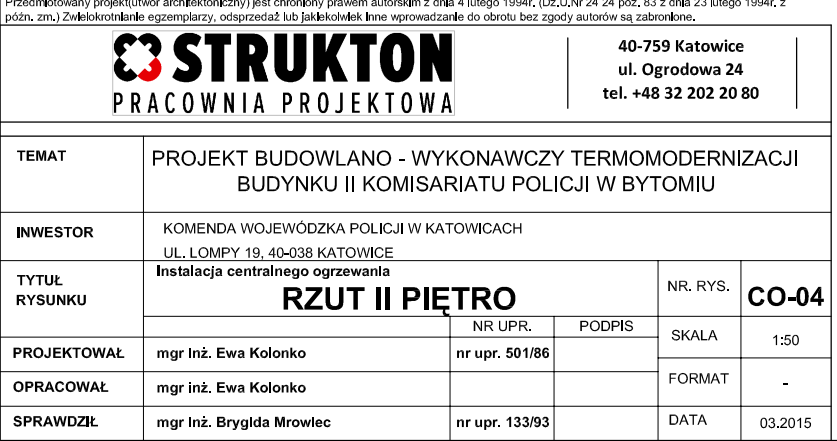 Przedmiotowany projekt(utwór architektoniczny) jest chroniony prawem autorskim z dnia 4 lutego 1994r. (Dz.U.Nr 24 24 poz. 83 z dnia 23 lutego 1994r. z
późn. zm.) Zwielokrotnianie egzemplarzy, odsprzedaż lub jakiekolwiek inne wprowadzanie do obrotu bez zgody autorów są zabronione.
STRUKTON
PRACOWNIA PROJEKTOWA
40-759 Katowice
ul. Ogrodowa 24
tel. +48 32 202 20 80
TEMAT
PROJEKT BUDOWLANO - WYKONAWCZY TERMOMODERNIZACJI
BUDYNKU II KOMISARIATU POLICJI W BYTOMIU
INWESTOR
KOMENDA WOJEWÓDZKA POLICJI W KATOWICACH
UL. LOMPY 19, 40-038 KATOWICE
TYTUŁ
RYSUNKU
Instalacja centralnego ogrzewania
RZUT II PIĘTRO
NR. RYS.
CO-04
NR UPR.
PODPIS
SKALA
1:50
PROJEKTOWAŁ
mgr inż. Ewa Kolonko
nr upr. 501/86
OPRACOWAŁ
mgr inż. Ewa Kolonko
FORMAT
-
SPRAWDZIŁ
mgr inż. Brygida Mrowiec
nr upr. 133/93
DATA
03.2015